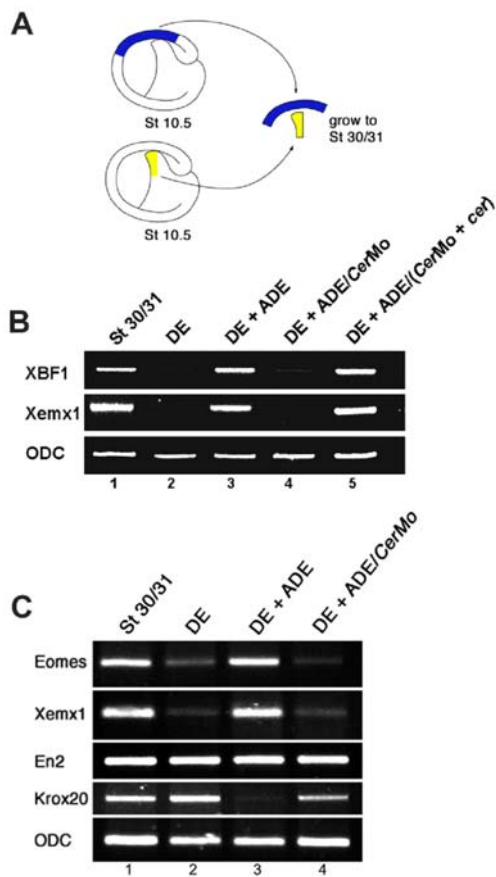 A
St 10.5
grow to
St 30/31
St 10.5
B
St 30/31
DE
DE + ADE
DE + ADE/CerMo
DE + ADE/(CerMo + cer)
XBF1
Xemx1
ODC
1 2 3 4 5
C
St 30/31
DE
DE + ADE
DE + ADE/CerMo
Eomes
Xemx1
En2
Krox20
ODC
1 2 3 4